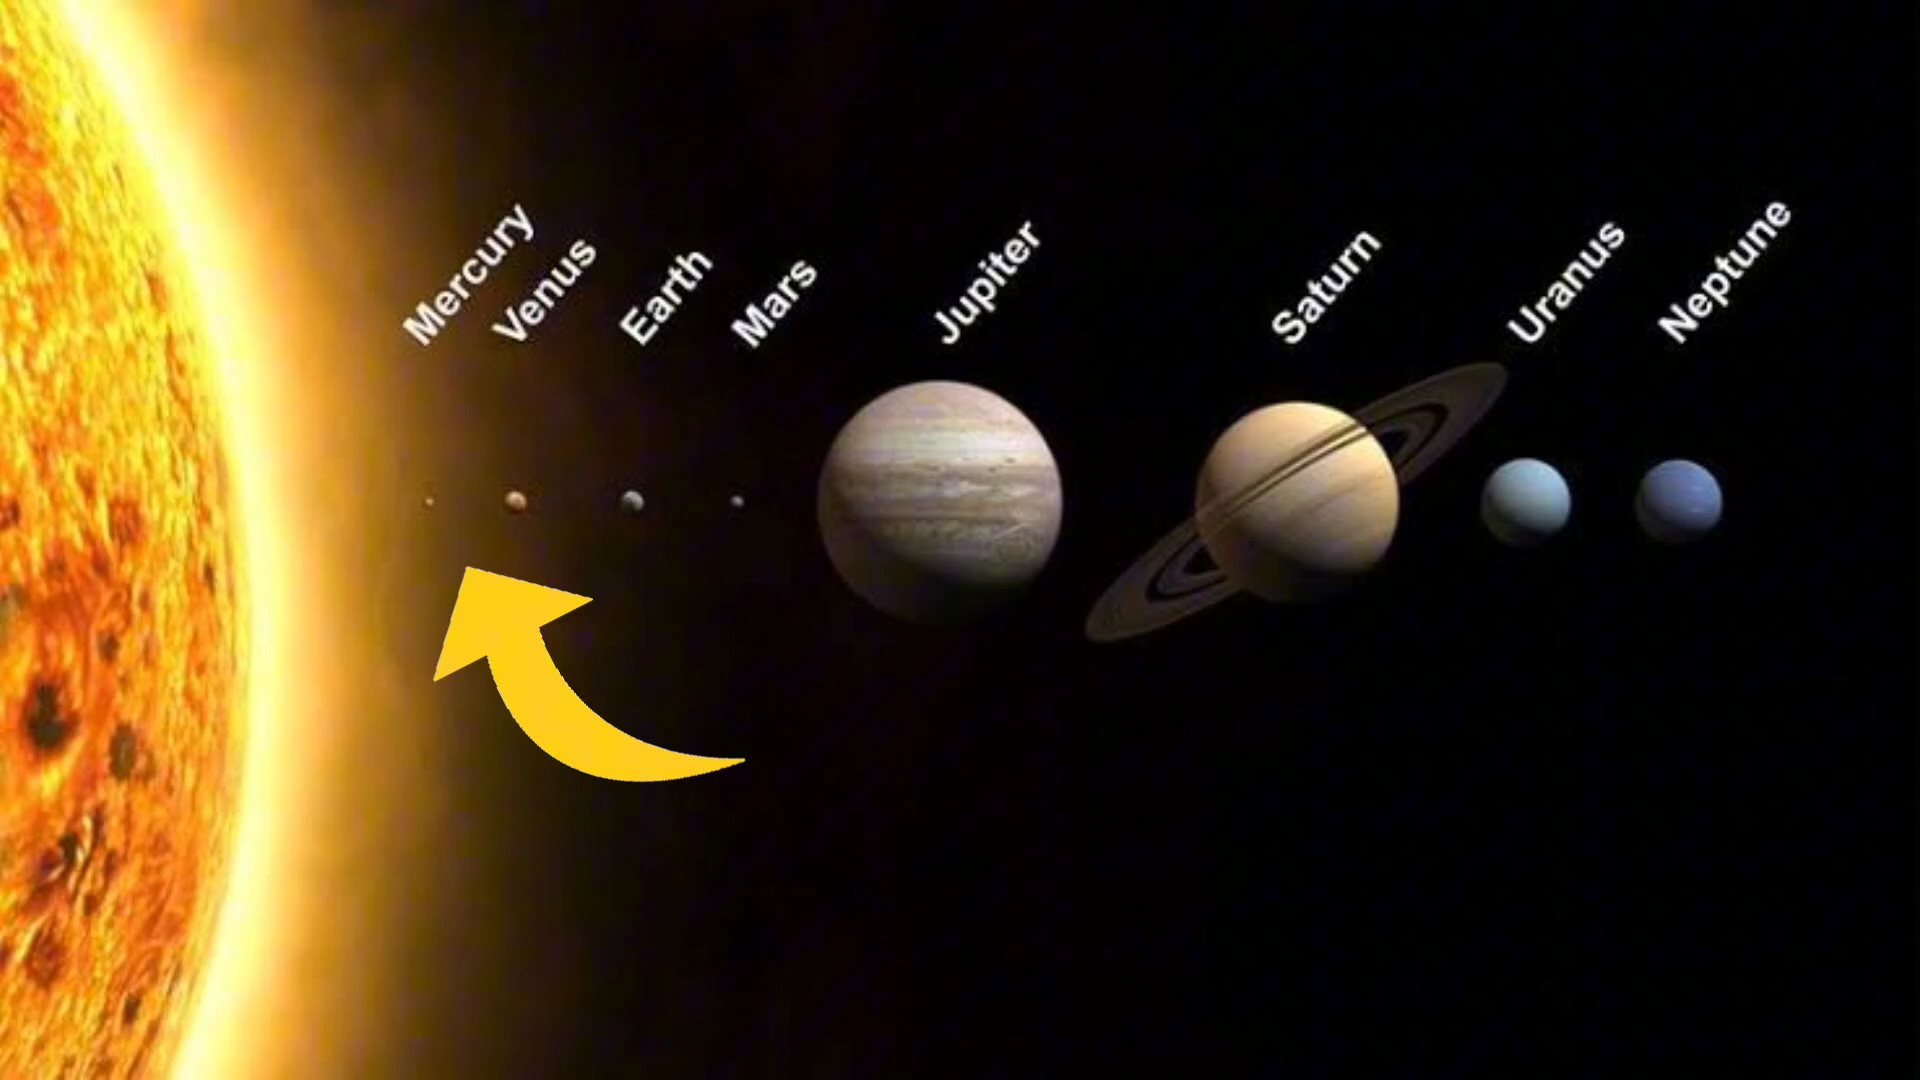 Mercury
Venus
Earth
Mars
Jupiter
Saturn
Uranus
Neptune